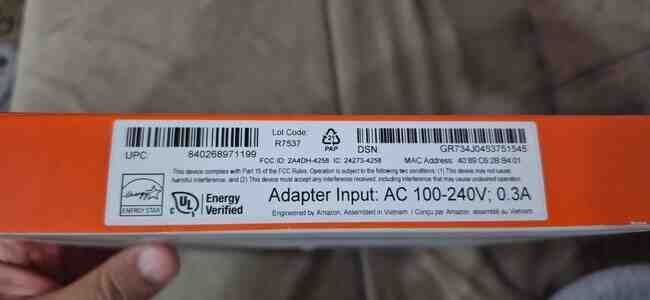 Lot Code:
R7537
PAP
UPC: 840268971199
DSN: GR734J0453751545
FCC ID: 2A4DH-4258 IC: 24273-4258
MAC Address: 40:89:C6:2B:B4:01
This device complies with Part 15 of the FCC Rules. Operation is subject to the following two conditions: (1) This device may not cause
harmful interference, and (2) This device must accept any interference received, including interference that may cause undesired operation.
energy
ENERGY STAR
UL
Energy
Verified
Adapter Input: AC 100-240V; 0.3A
Engineered by Amazon, Assembled in Vietnam | Conçu par Amazon, assemblé au Vietnam